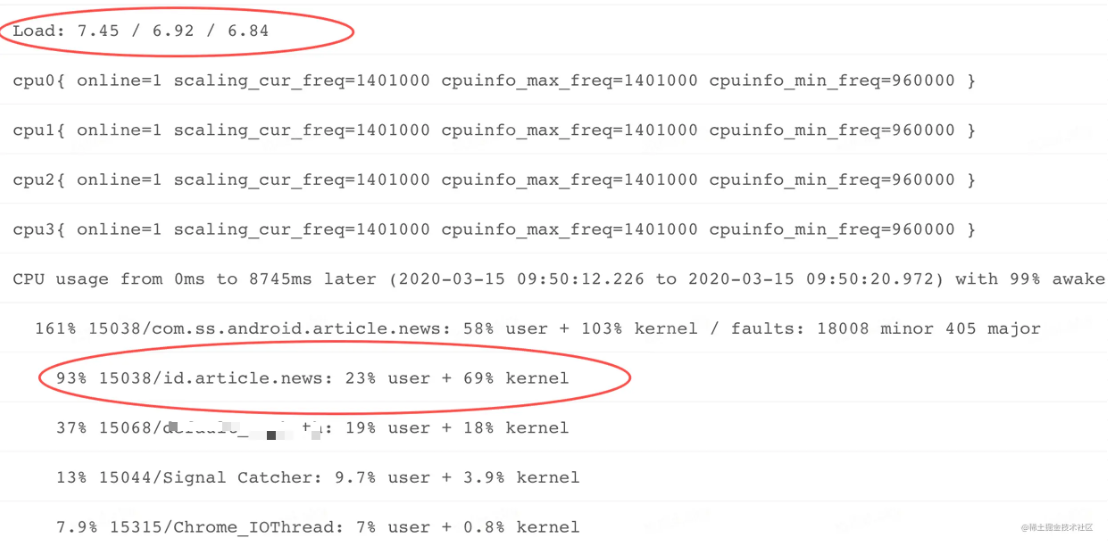 Load: 7.45 / 6.92 / 6.84
cpu0{ online=1 scaling_cur_freq=1401000 cpuinfo_max_freq=1401000 cpuinfo_min_freq=960000 }
cpu1{ online=1 scaling_cur_freq=1401000 cpuinfo_max_freq=1401000 cpuinfo_min_freq=960000 }
cpu2{ online=1 scaling_cur_freq=1401000 cpuinfo_max_freq=1401000 cpuinfo_min_freq=960000 }
cpu3{ online=1 scaling_cur_freq=1401000 cpuinfo_max_freq=1401000 cpuinfo_min_freq=960000 }
CPU usage from 0ms to 8745ms later (2020-03-15 09:50:12.226 to 2020-03-15 09:50:20.972) with 99% awake
161% 15038/com.ss.android.article.news: 58% user + 103% kernel / faults: 18008 minor 405 major
93% 15038/id.article.news: 23% user + 69% kernel
37% 15068/ 19% user + 18% kernel
13% 15044/Signal Catcher: 9.7% user + 3.9% kernel
7.9% 15315/Chrome_IOThread: 7% user + 0.8% kernel
@稀土掘金技术社区